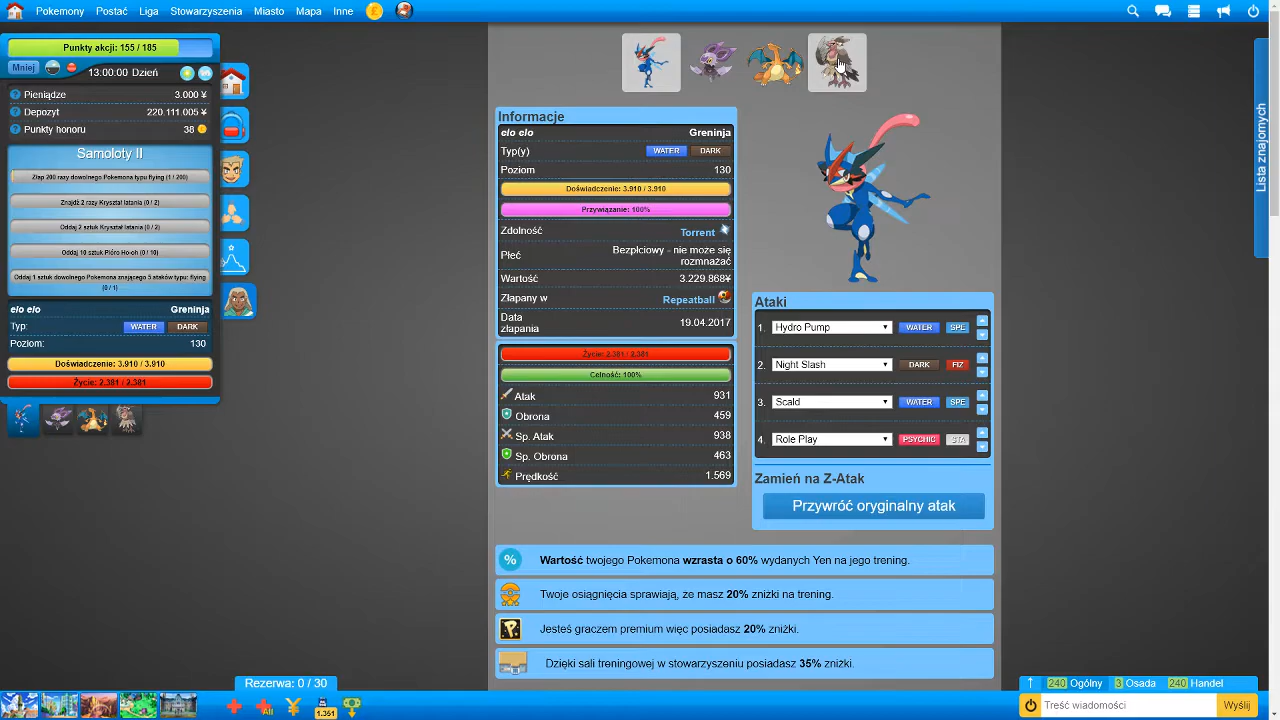 Pokemony Postać Liga Stowarzyszenia Miasto Mapa Inne
Punkty akcji: 155 / 185
Mniej
13:00:00 Dzień
Pieniądze 3.000 ¥
Depozyt 220.111.005 ¥
Punkty honoru 38
Samoloty II
Złap 200 razy dowolnego Pokemona typu flying (1 / 200)
Znajdź 2 razy Kryształ latania (0 / 2)
Oddaj 2 sztuk Kryształ latania (0 / 2)
Oddaj 10 sztuk Pióro Ho-oh (0 / 10)
Oddaj 1 sztuk dowolnego Pokemona znającego 5 ataków typu: flying
(0 / 1)
elo elo Greninja
Typ: WATER DARK
Poziom: 130
Doświadczenie: 3.910 / 3.910
Życie: 2.381 / 2.381
Informacje
elo elo Greninja
Typ(y) WATER DARK
Poziom 130
Doświadczenie: 3.910 / 3.910
Przywiązanie: 100%
Zdolność Torrent
Płeć Bezpłciowy - nie może się
rozmnażać
Wartość 3.229.868¥
Złapany w Repeatball
Data
złapania 19.04.2017
Życie: 2.381 / 2.381
Celność: 100%
Atak 931
Obrona 459
Sp. Atak 938
Sp. Obrona 463
Prędkość 1.569
Ataki
1. Hydro Pump WATER SPE
2. Night Slash DARK FIZ
3. Scald WATER SPE
4. Role Play PSYCHIC STA
Zamień na Z-Atak
Przywróć oryginalny atak
% Wartość twojego Pokemona wzrasta o 60% wydanych Yen na jego trening.
Twoje osiągnięcia sprawiają, że masz 20% zniżki na trening.
Jesteś graczem premium więc posiadasz 20% zniżki.
Dzięki sali treningowej w stowarzyszeniu posiadasz 35% zniżki.
Lista znajomych
Rezerwa: 0 / 30
All
1.351
240 Ogólny 3 Osada 240 Handel
Treść wiadomości Wyślij